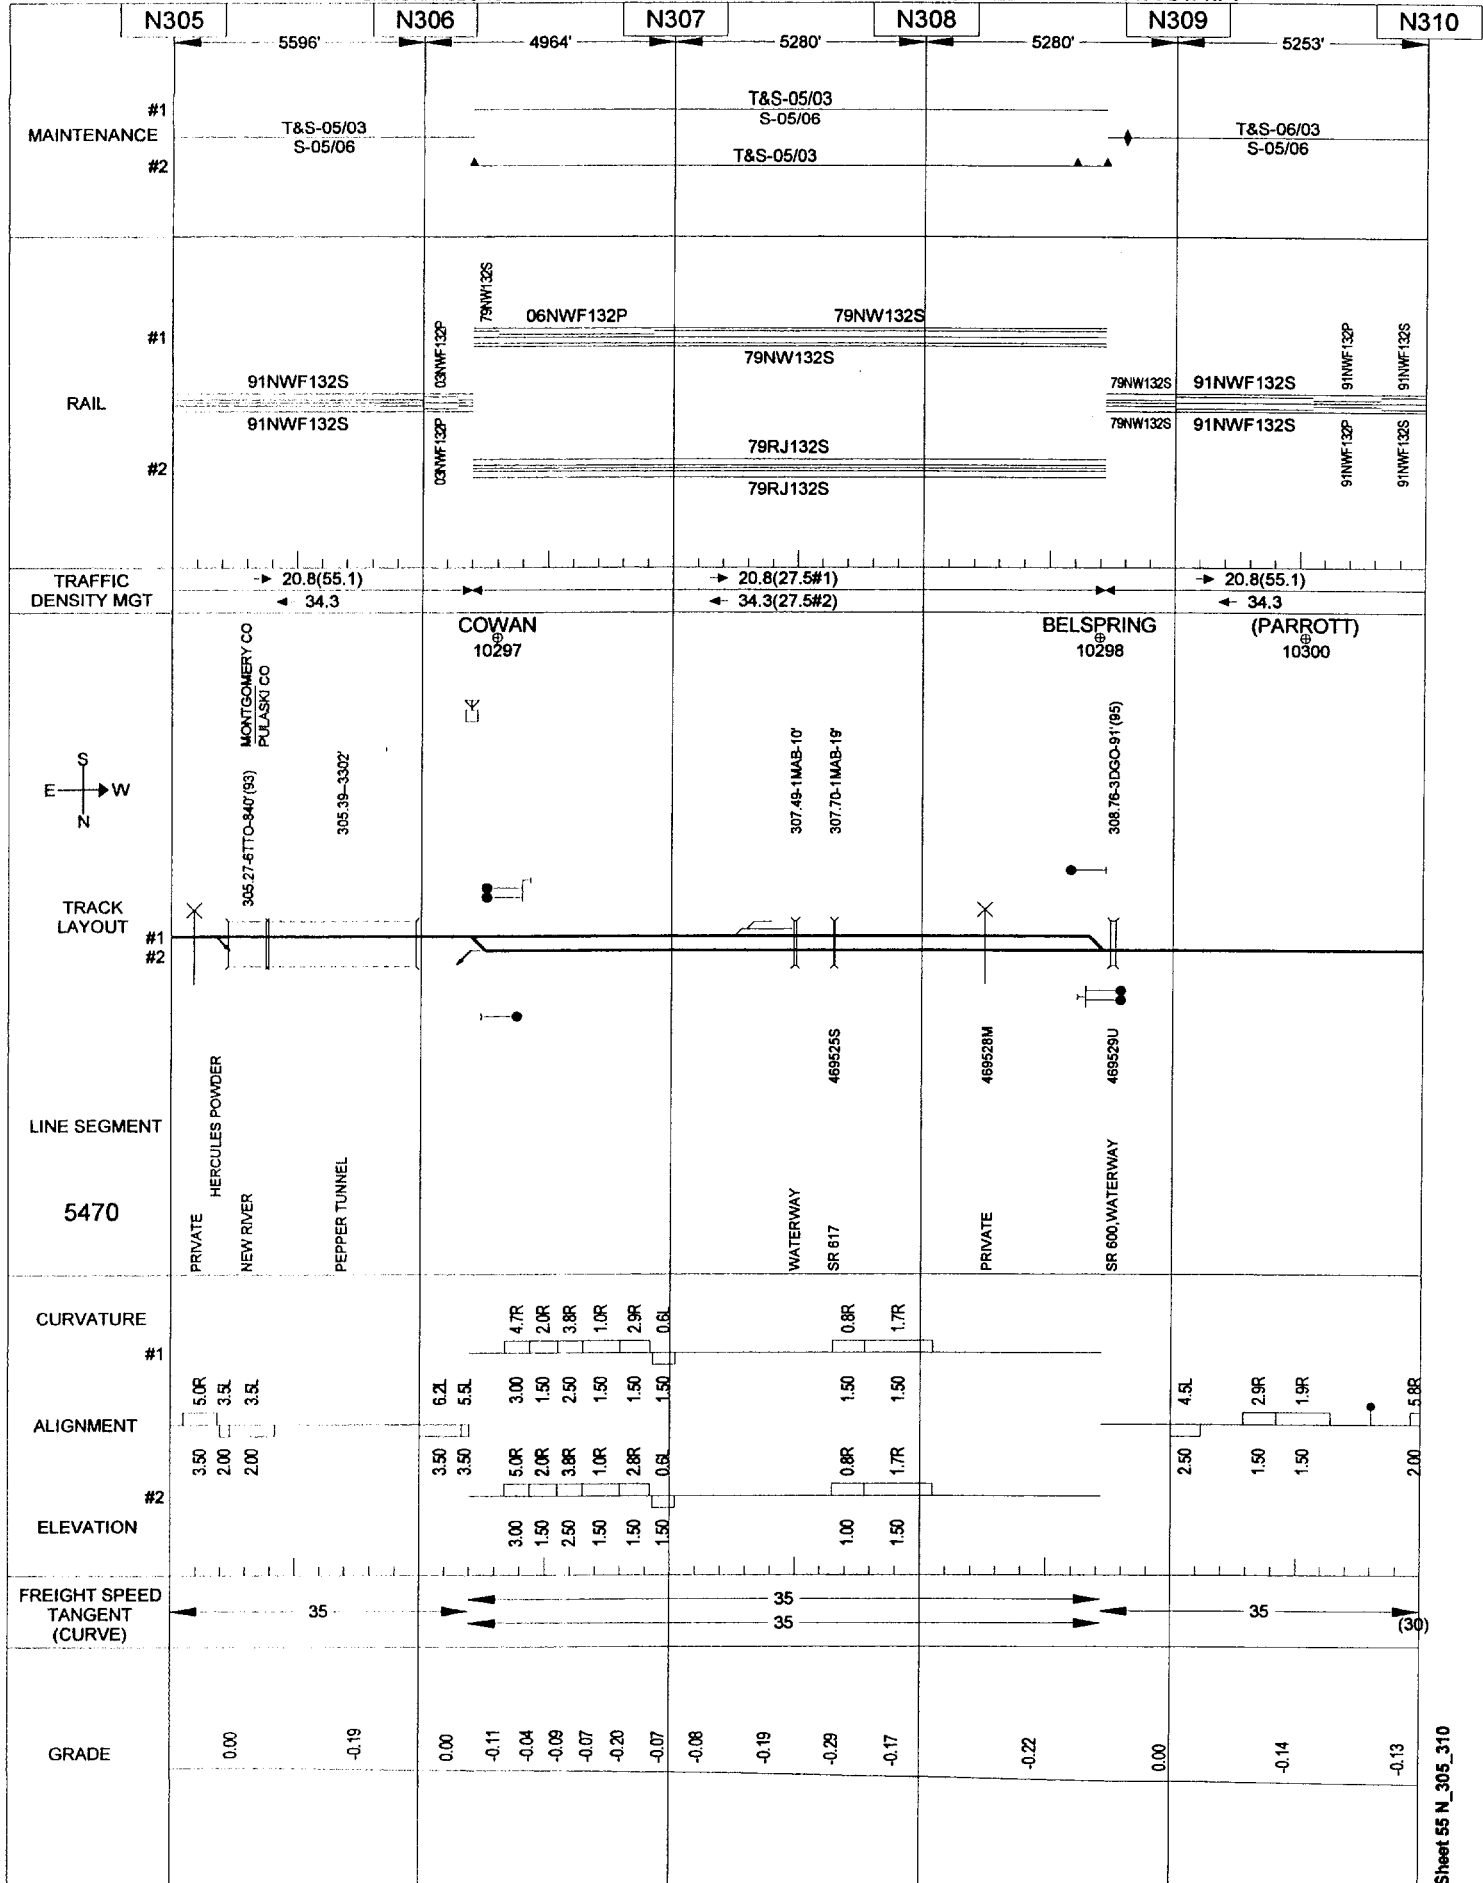 N305 N306 N307 N308 N309 N310
5596' 4964' 5280' 5280' 5253'
#1
MAINTENANCE
#2
T&S-05/03
S-05/06
T&S-05/03
S-05/06
T&S-05/03
T&S-06/03
S-05/06
RAIL
#1
#2
91NWF132S
91NWF132S
03NWF132P
03NWF132P
79NW132S
06NWF132P
79NW132S
79NW132S
79RJ132S
79RJ132S
79NW132S
79NW132S
91NWF132S
91NWF132S
91NWF132P
91NWF132P
91NWF132S
91NWF132S
TRAFFIC
DENSITY MGT
20.8(55.1)
34.3
20.8(27.5#1)
34.3(27.5#2)
20.8(55.1)
34.3
COWAN
10297
BELSPRING
10298
(PARROTT)
10300
MONTGOMERY CO
PULASKI CO
S
E W
N
305.27-6TTO-840'(93)
305.39--3302'
307.49-1MAB-10'
307.70-1MAB-19'
308.76-3DGO-91'(95)
TRACK
LAYOUT
#1
#2
469525S
469528M
469529U
LINE SEGMENT
5470
PRIVATE
HERCULES POWDER
NEW RIVER
PEPPER TUNNEL
WATERWAY
SR 617
PRIVATE
SR 600,WATERWAY
CURVATURE
#1
4.7R 2.0R 3.8R 1.0R 2.9R 0.6L 0.8R 1.7R
3.00 1.50 2.50 1.50 1.50 1.50 1.50 1.50
ALIGNMENT
5.0R 3.5L 3.5L 6.2L 5.5L 4.5L 2.9R 1.9R 5.8R
3.50 2.00 2.00 3.50 3.50 2.50 1.50 1.50 2.00
#2
5.0R 2.0R 3.8R 1.0R 2.8R 0.6L 0.8R 1.7R
3.00 1.50 2.50 1.50 1.50 1.50 1.00 1.50
ELEVATION
FREIGHT SPEED
TANGENT
(CURVE)
35
35
35
35
(30)
GRADE
0.00 -0.19 0.00 -0.11 -0.04 -0.09 -0.07 -0.20 -0.07 -0.08 -0.19 -0.29 -0.17 -0.22 0.00 -0.14 -0.13
Sheet 55 N_305_310